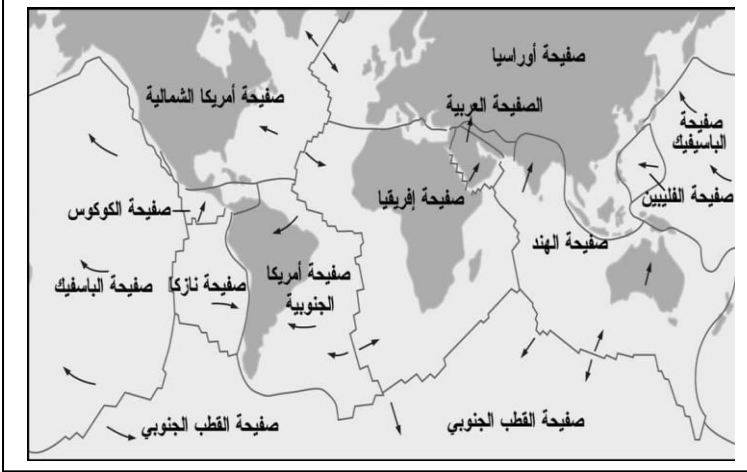 صفيحة أوراسيا
صفيحة أمريكا الشمالية
الصفيحة العربية
صفيحة
الباسيفيك
صفيحة الفليبين
صفيحة إفريقيا
صفيحة الكوكوس
صفيحة الهند
صفيحة أمريكا
الجنوبية
صفيحة نازكا
صفيحة الباسفيك
صفيحة القطب الجنوبي
صفيحة القطب الجنوبي